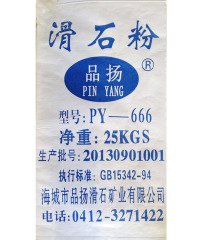 滑石粉
品扬
PIN YANG
®
型号: PY-666
净重: 25KGS
生产批号: 20130901001
执行标准: GB15342-94
海城市品扬滑石矿业有限公司
电话: 0412-3271422